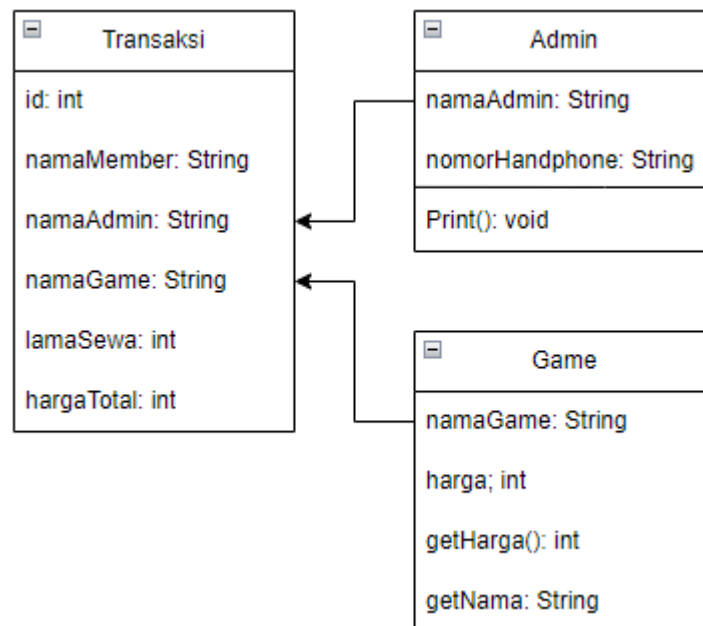 Transaksi
id: int
namaMember: String
namaAdmin: String
namaGame: String
lamaSewa: int
hargaTotal: int
Admin
namaAdmin: String
nomorHandphone: String
Print(): void
Game
namaGame: String
harga; int
getHarga(): int
getNama: String